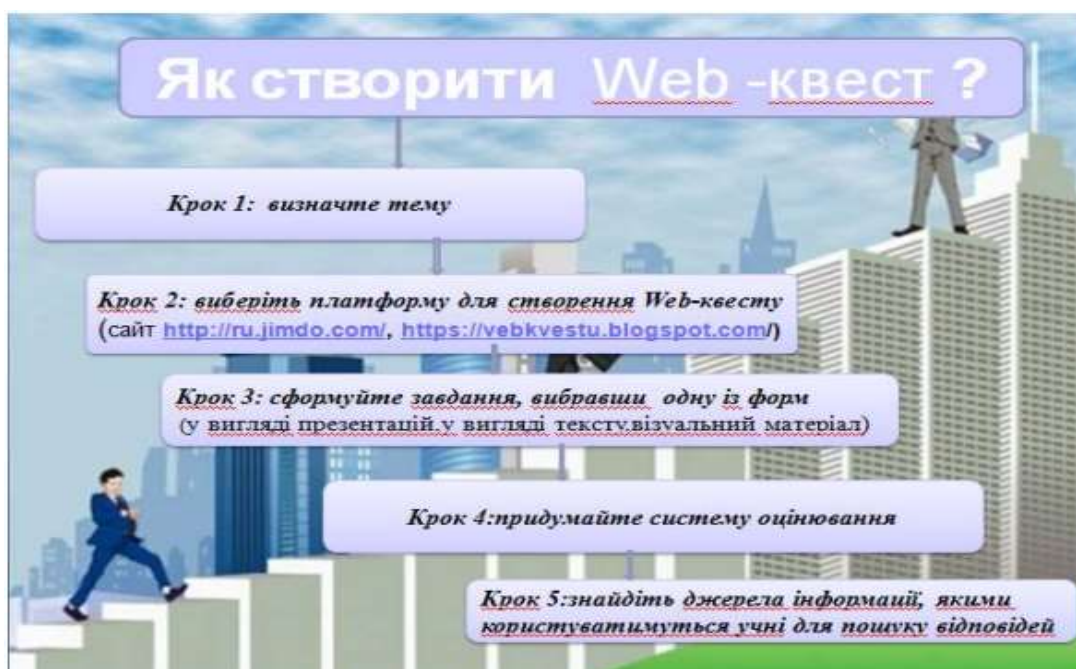 Як створити Web -квест ?
Крок 1: визначте тему
Крок 2: виберіть платформу для створення Web-квесту
(сайт http://ru.jimdo.com/, https://vebkvestu.blogspot.com/)
Крок 3: сформуйте завдання, вибравши одну із форм
(у вигляді презентацій,у вигляді тексту,візуальний матеріал)
Крок 4:придумайте систему оцінювання
Крок 5:знайдіть джерела інформації, якими
користуватимуться учні для пошуку відповідей